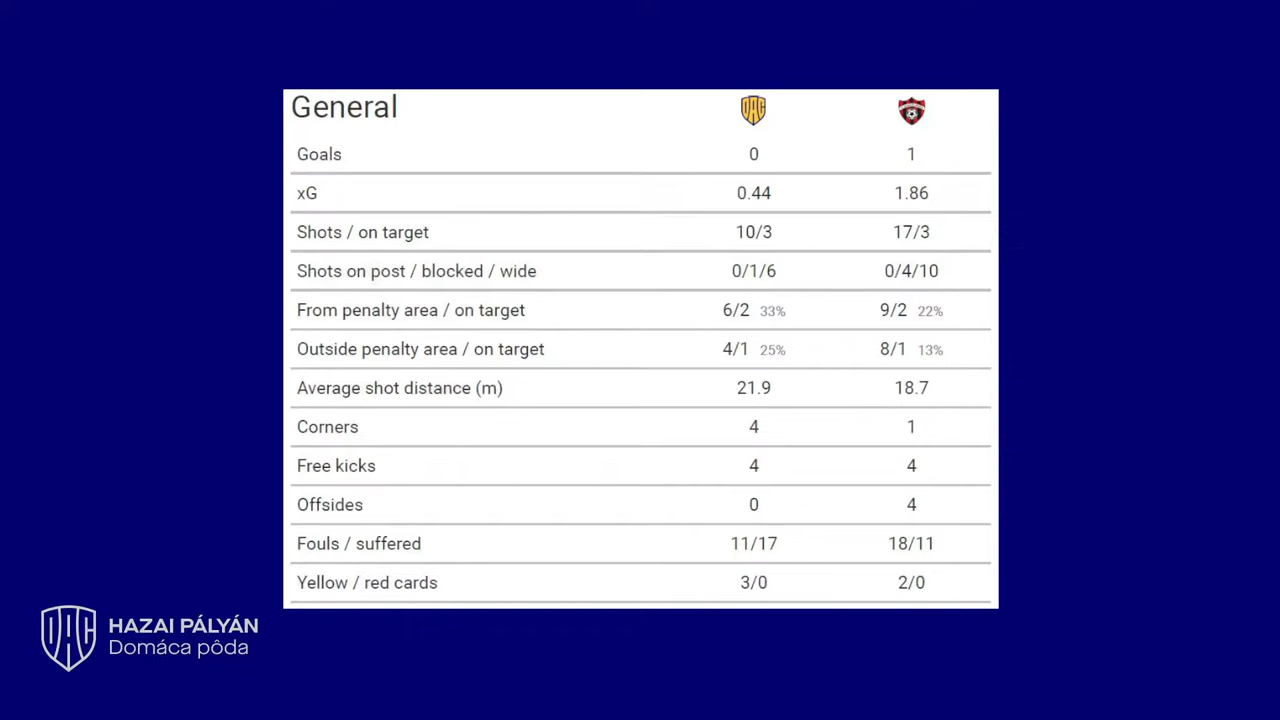 General DAC
Goals 0 1
xG 0.44 1.86
Shots / on target 10/3 17/3
Shots on post / blocked / wide 0/1/6 0/4/10
From penalty area / on target 6/2 33% 9/2 22%
Outside penalty area / on target 4/1 25% 8/1 13%
Average shot distance (m) 21.9 18.7
Corners 4 1
Free kicks 4 4
Offsides 0 4
Fouls / suffered 11/17 18/11
Yellow / red cards 3/0 2/0
DAC HAZAI PÁLYÁN
Domáca pôda